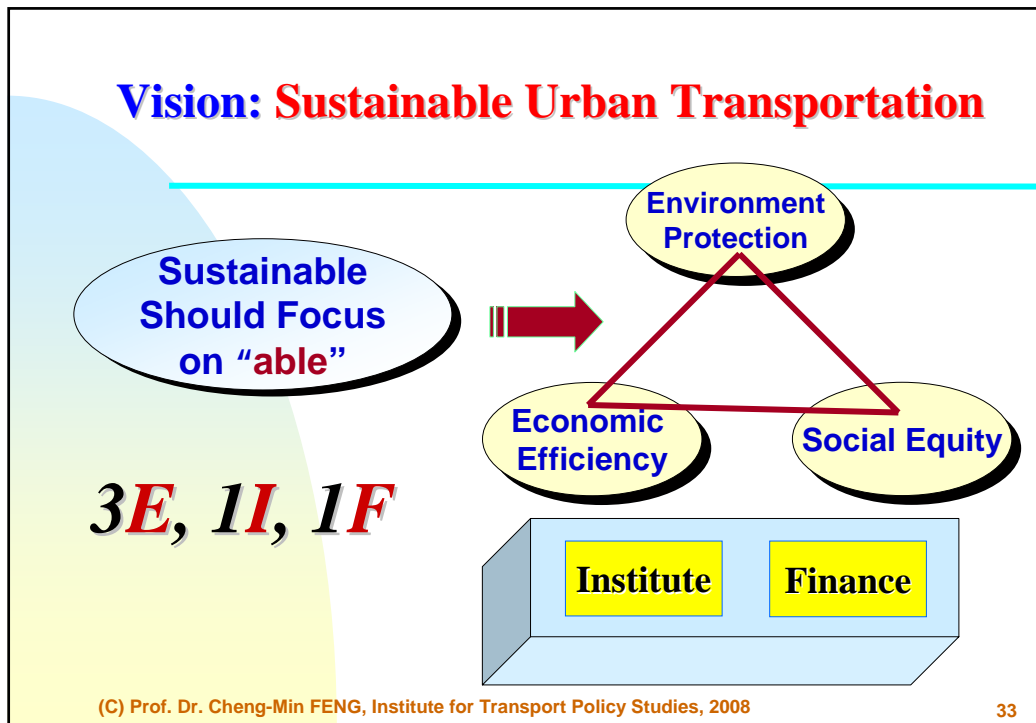 Vision: Sustainable Urban Transportation
Environment
Protection
Sustainable
Should Focus
on “able”
Economic
Efficiency
Social Equity
3E, 1I, 1F
Institute
Finance
(C) Prof. Dr. Cheng-Min FENG, Institute for Transport Policy Studies, 2008
33